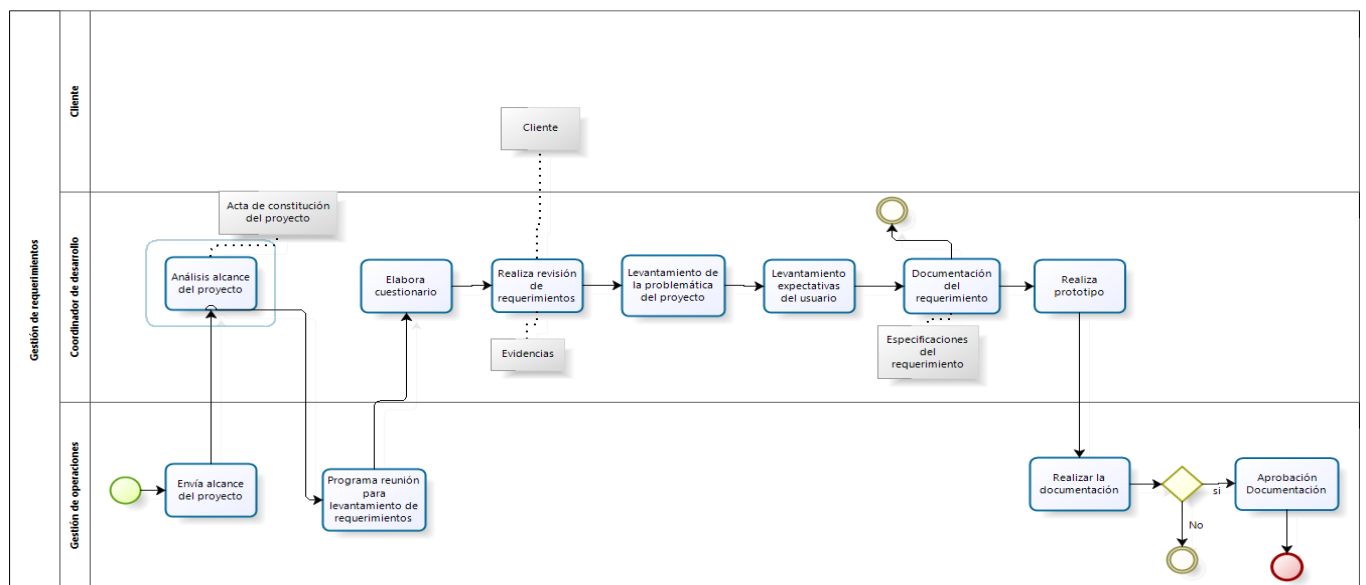 Gestión de requerimientos
Cliente
Cliente
Coordinador de desarrollo
Acta de constitución
del proyecto
Análisis alcance
del proyecto
Elabora
cuestionario
Realiza revisión
de
requerimientos
Levantamiento de
la problemática
del proyecto
Levantamiento
expectativas
del usuario
Documentación
del
requerimiento
Realiza
prototipo
Evidencias
Especificaciones
del
requerimiento
Gestión de operaciones
Envía alcance
del proyecto
Programa reunión
para
levantamiento de
requerimientos
Realizar la
documentación
si
No
Aprobación
Documentación